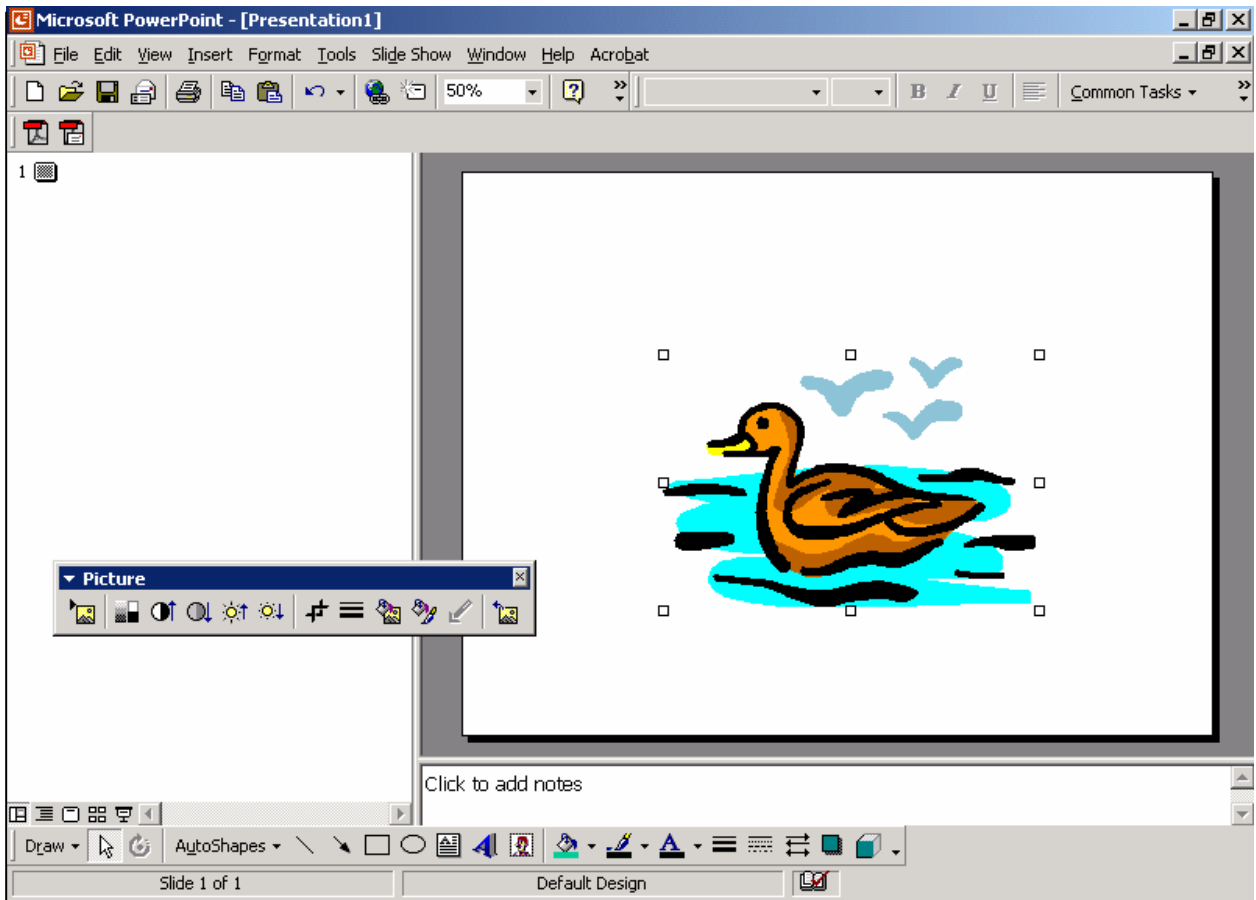 Microsoft PowerPoint - [Presentation1]
File Edit View Insert Format Tools Slide Show Window Help Acrobat
50% B I U Common Tasks
1
Picture
Click to add notes
Draw AutoShapes A A
Slide 1 of 1 Default Design